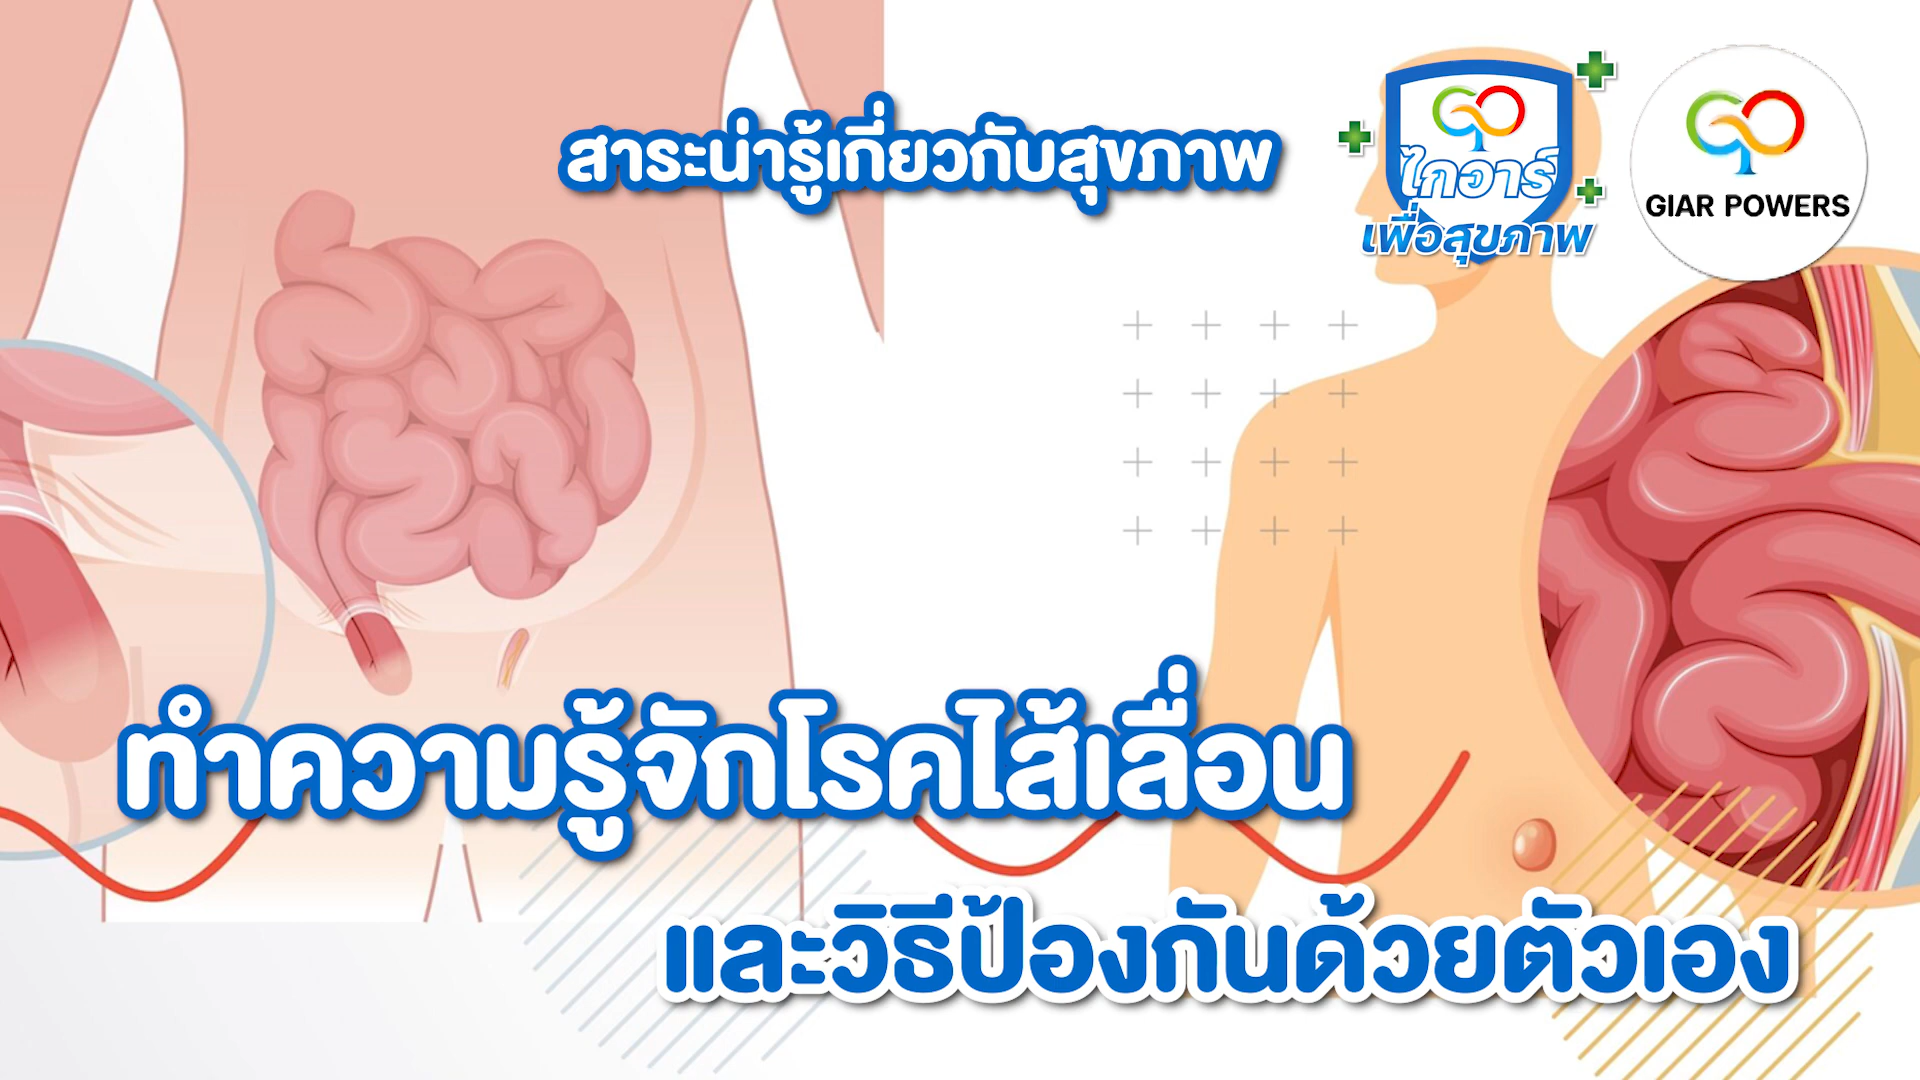 สาระน่ารู้เกี่ยวกับสุขภาพ
ไกอาร์
เพื่อสุขภาพ
GIAR POWERS
ทำความรู้จักโรคไส้เลื่อน
และวิธีป้องกันด้วยตัวเอง